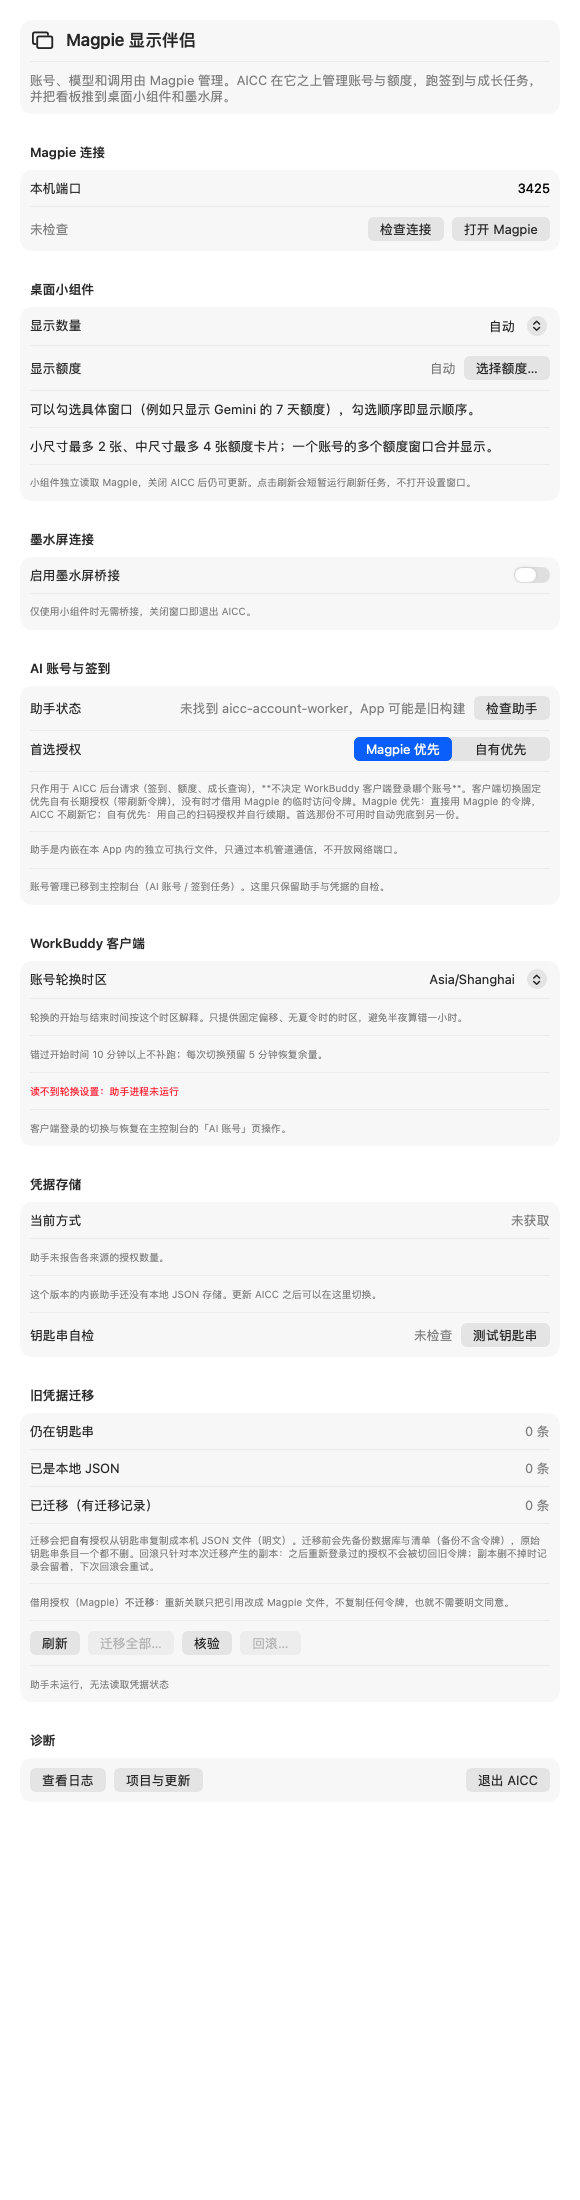 Magpie 显示伴侣
账号、模型和调用由 Magpie 管理。AICC 在它之上管理账号与额度，跑签到与成长任务，
并把看板推到桌面小组件和墨水屏。
Magpie 连接
本机端口 3425
未检查 检查连接 打开 Magpie
桌面小组件
显示数量 自动
显示额度 自动 选择额度...
可以勾选具体窗口（例如只显示 Gemini 的 7 天额度），勾选顺序即显示顺序。
小尺寸最多 2 张、中尺寸最多 4 张额度卡片；一个账号的多个额度窗口合并显示。
小组件独立读取 Magpie，关闭 AICC 后仍可更新。点击刷新会短暂运行刷新任务，不打开设置窗口。
墨水屏连接
启用墨水屏桥接
仅使用小组件时无需桥接，关闭窗口即退出 AICC。
AI 账号与签到
助手状态 未找到 aicc-account-worker，App 可能是旧构建 检查助手
首选授权 Magpie 优先 自有优先
只作用于 AICC 后台请求 (签到、额度、成长查询)，**不决定 WorkBuddy 客户端登录哪个账号**。客户端切换固定
优先自有长期授权 (带刷新令牌)，没有时才借用 Magpie 的临时访问令牌。Magpie 优先：直接用 Magpie 的令牌，
AICC 不刷新它；自有优先：用自己的扫码授权并自行续期。首选那份不可用时自动兜底到另一份。
助手是内嵌在本 App 内的独立可执行文件，只通过本机管道通信，不开放网络端口。
账号管理已移到主控制台（AI 账号 / 签到任务）。这里只保留助手与凭据的自检。
WorkBuddy 客户端
账号轮换时区 Asia/Shanghai
轮换的开始与结束时间按这个时区解释。只提供固定偏移、无夏令时的时区，避免半夜算错一小时。
错过开始时间 10 分钟以上不补跑；每次切换预留 5 分钟恢复余量。
读不到轮换设置：助手进程未运行
客户端登录的切换与恢复在主控制台的「AI 账号」页操作。
凭据存储
当前方式 未获取
助手未报告各来源的授权数量。
这个版本的内嵌助手还没有本地 JSON 存储。更新 AICC 之后可以在这里切换。
钥匙串自检 未检查 测试钥匙串
旧凭据迁移
仍在钥匙串 0 条
已是本地 JSON 0 条
已迁移（有迁移记录） 0 条
迁移会把自有授权从钥匙串复制成本机 JSON 文件（明文）。迁移前会先备份数据库与清单（备份不含令牌），原始
钥匙串条目一个都不删。回滚只针对本次迁移产生的副本：之后重新登录过的授权不会被切回旧令牌；副本删不掉时记
录会留着，下次回滚会重试。
借用授权（Magpie）不迁移：重新关联只把引用改成 Magpie 文件，不复制任何令牌，也就不需要明文同意。
刷新 迁移全部... 核验 回滚...
助手未运行，无法读取凭据状态
诊断
查看日志 项目与更新 退出 AICC